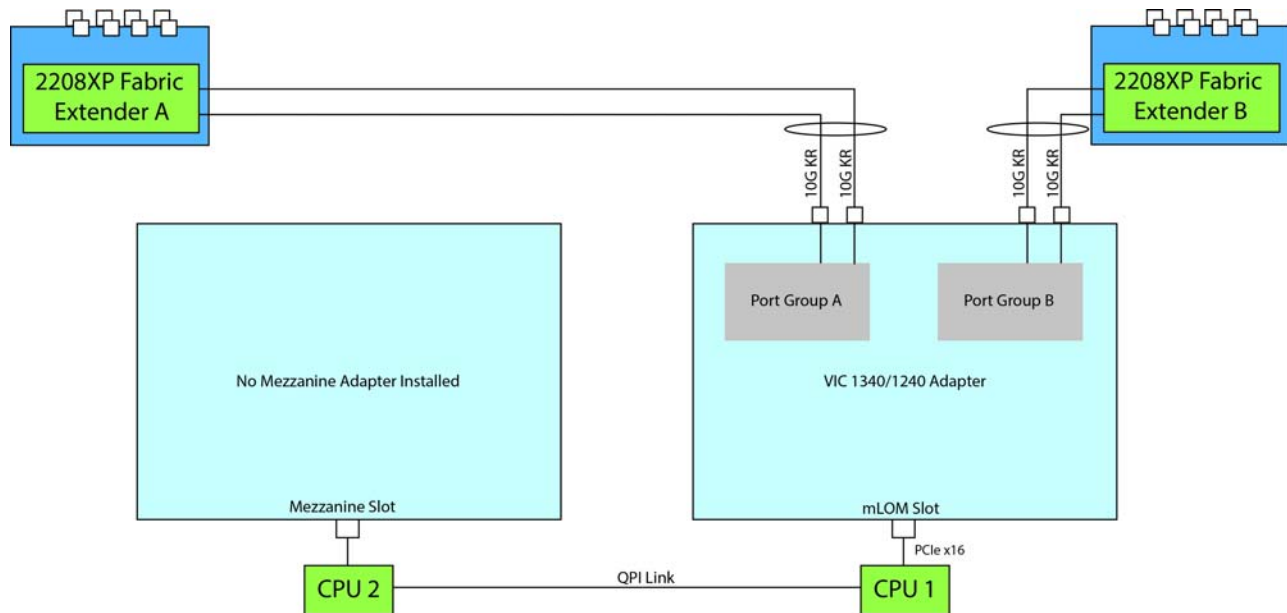 2208XP Fabric
Extender A
2208XP Fabric
Extender B
10G KR
10G KR
10G KR
10G KR
Port Group A
Port Group B
No Mezzanine Adapter Installed
VIC 1340/1240 Adapter
Mezzanine Slot
mLOM Slot
PCIe x16
CPU 2
QPI Link
CPU 1